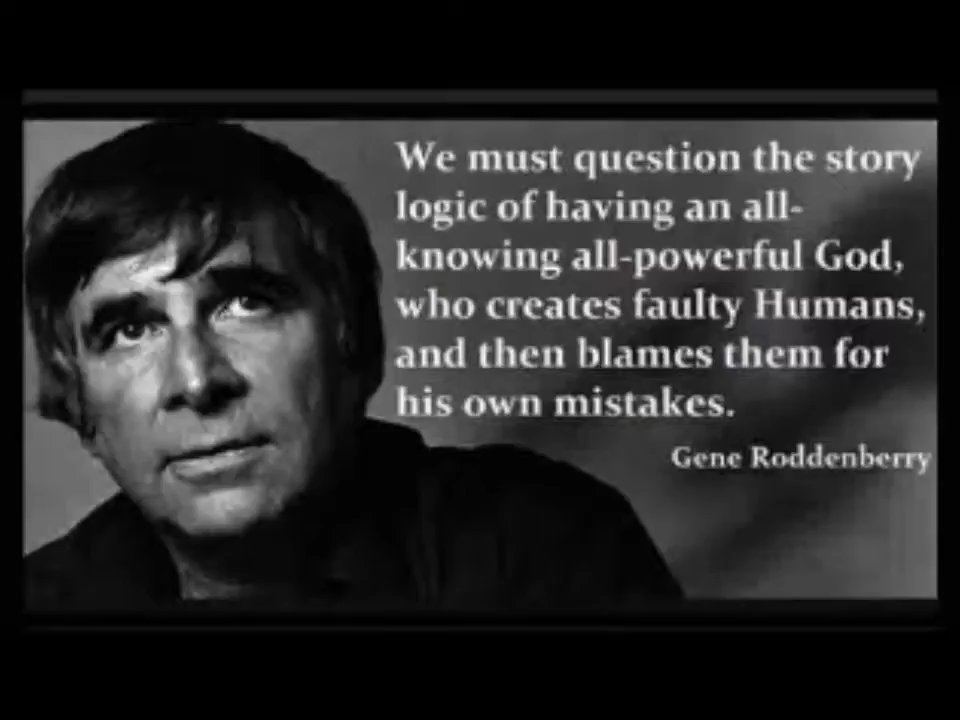 We must question the story
logic of having an all-
knowing all-powerful God,
who creates faulty Humans,
and then blames them for
his own mistakes.
Gene Roddenberry